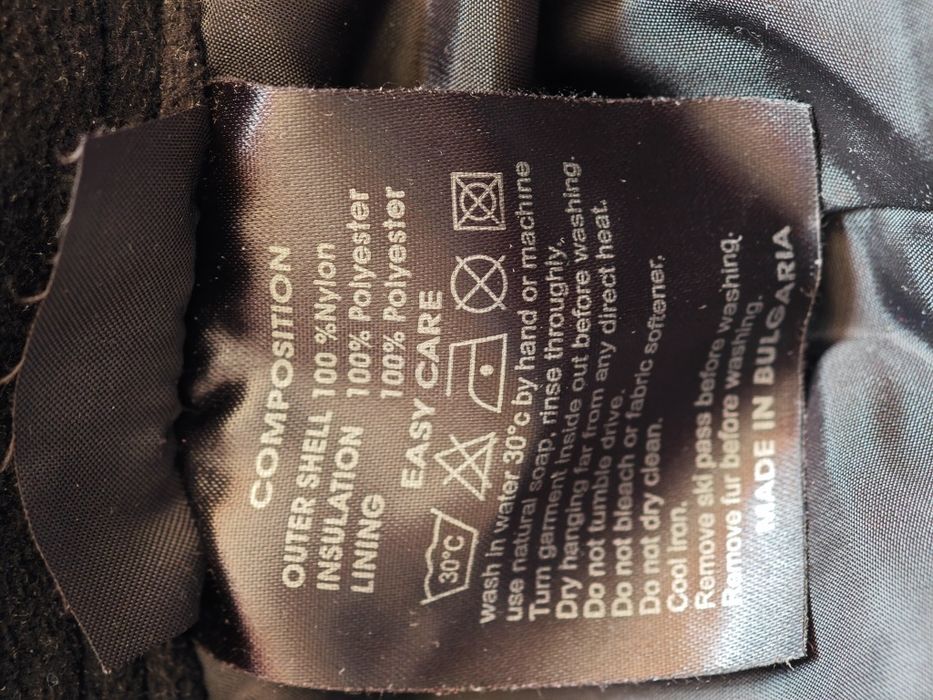 COMPOSITION
OUTER SHELL 100 %Nylon
INSULATION 100% Polyester
LINING 100% Polyester
EASY CARE
30°C
wash in water 30°c by hand or machine
use natural soap, rinse throughly.
Turn garment inside out before washing.
Dry hanging far from any direct heat.
Do not tumble drive.
Do not bleach or fabric softener.
Do not dry clean.
Cool iron.
Remove ski pass before washing.
Remove fur before washing.
MADE IN BULGARIA